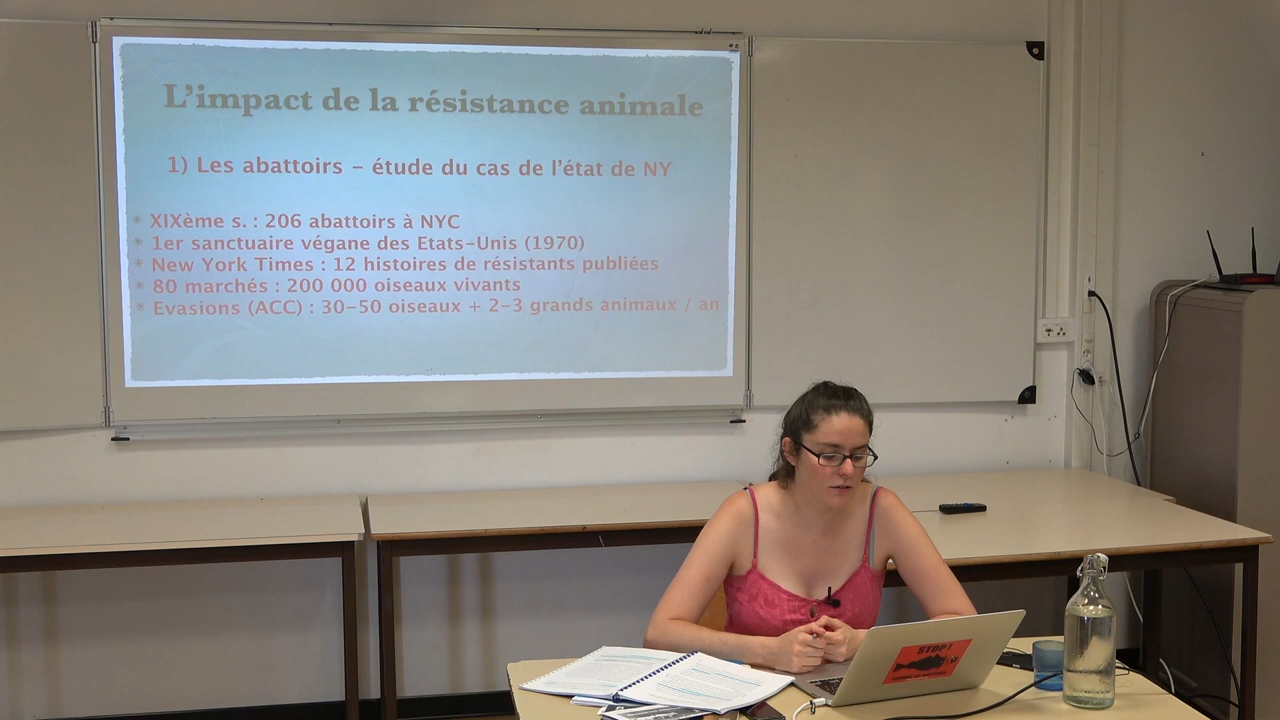 L'impact de la résistance animale
1) Les abattoirs – étude du cas de l'état de NY
* XIXème s. : 206 abattoirs à NYC
* 1er sanctuaire végane des Etats-Unis (1970)
* New York Times : 12 histoires de résistants publiées
* 80 marchés : 200 000 oiseaux vivants
* Evasions (ACC) : 30-50 oiseaux + 2-3 grands animaux / an
STOP !